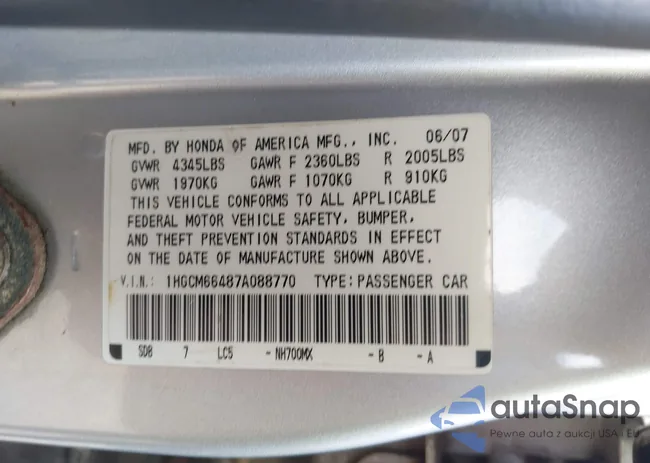 MFD. BY HONDA OF AMERICA MFG., INC. 06/07
GVWR 4345LBS GAWR F 2360LBS R 2005LBS
GVWR 1970KG GAWR F 1070KG R 910KG
THIS VEHICLE CONFORMS TO ALL APPLICABLE
FEDERAL MOTOR VEHICLE SAFETY, BUMPER,
AND THEFT PREVENTION STANDARDS IN EFFECT
ON THE DATE OF MANUFACTURE SHOWN ABOVE.
V.I.N.: 1HGCM66487A088770 TYPE: PASSENGER CAR
SDB 7 LC5 - NH700MX - B - A
autaSnap
Pewne auta z aukcji USA i EU